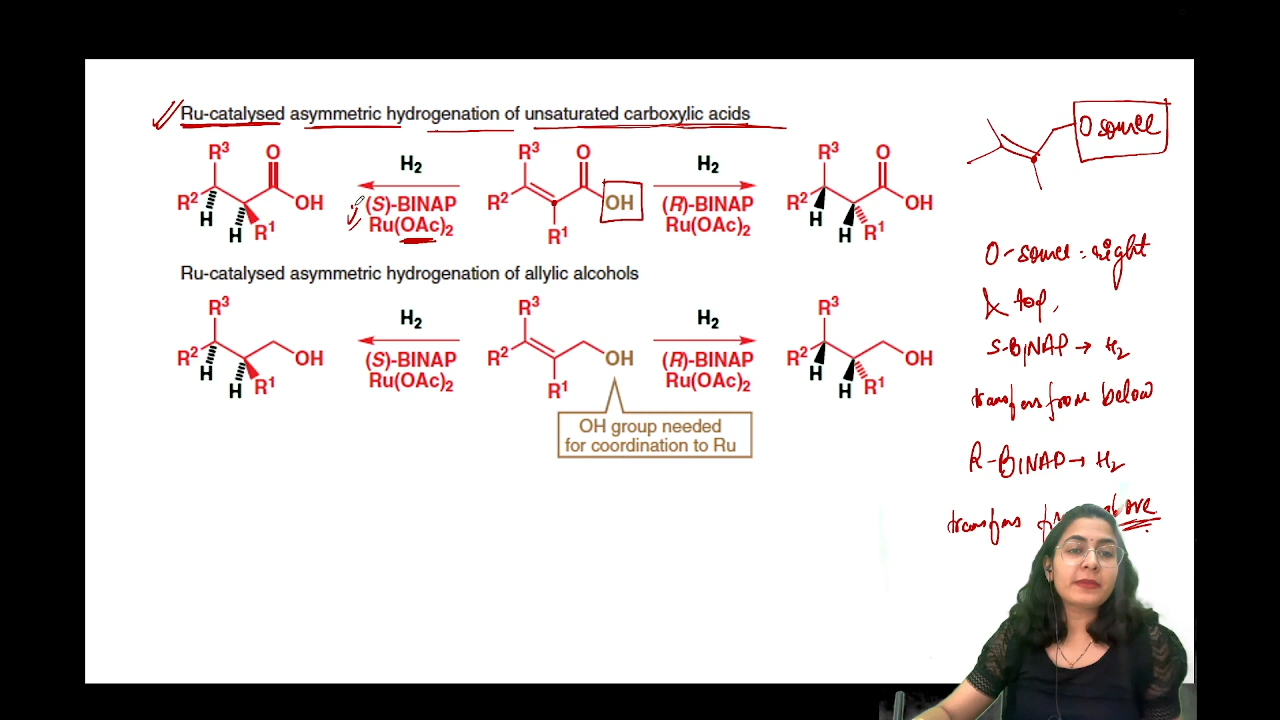 Ru-catalysed asymmetric hydrogenation of unsaturated carboxylic acids
R³ O R² OH H H R¹
H₂
(S)-BINAP
Ru(OAc)₂
R³ O R² OH R¹
H₂
(R)-BINAP
Ru(OAc)₂
R³ O R² OH H H R¹
Ru-catalysed asymmetric hydrogenation of allylic alcohols
R³ R² OH H H R¹
H₂
(S)-BINAP
Ru(OAc)₂
R³ R² OH R¹
H₂
(R)-BINAP
Ru(OAc)₂
R³ R² OH H H R¹
OH group needed
for coordination to Ru
O source
O-source: right
& top,
S-BINAP → H₂
transfers from below
R-BINAP → H₂
transfers